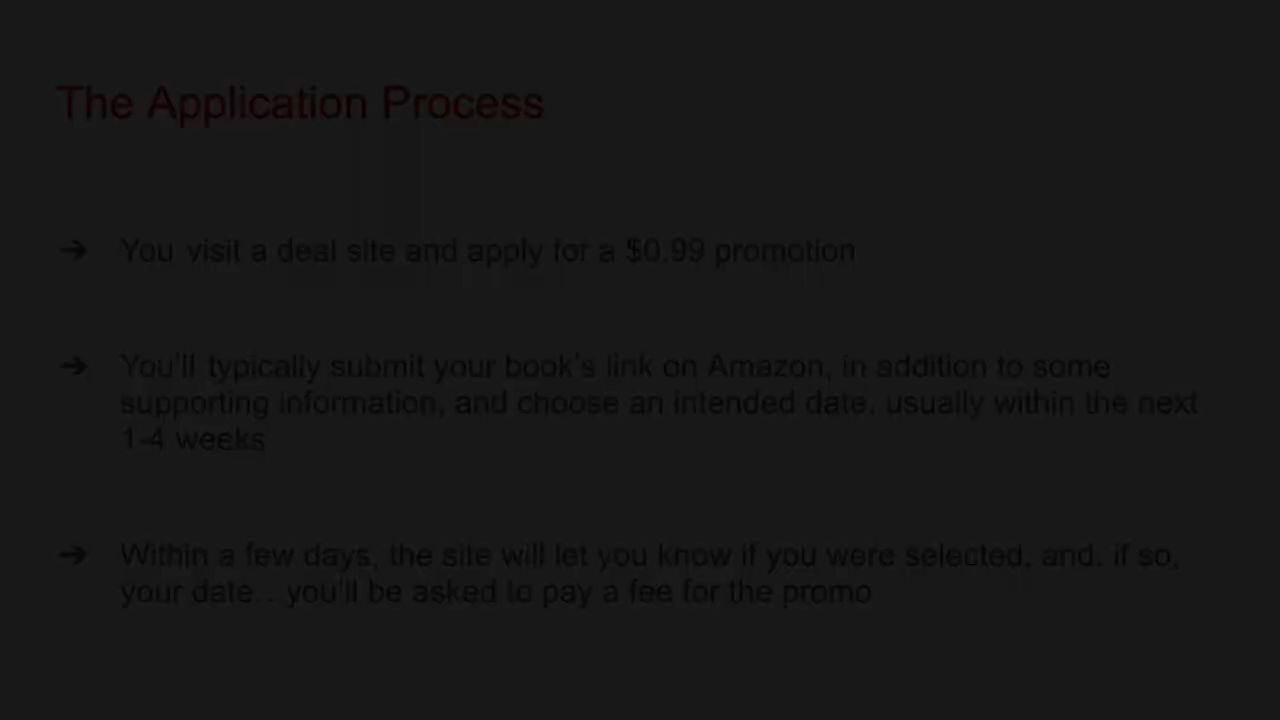 The Application Process
➔ You visit a deal site and apply for a $0.99 promotion
➔ You'll typically submit your book's link on Amazon, in addition to some
supporting information, and choose an intended date, usually within the next
1-4 weeks
➔ Within a few days, the site will let you know if you were selected, and. if so,
your date…you'll be asked to pay a fee for the promo